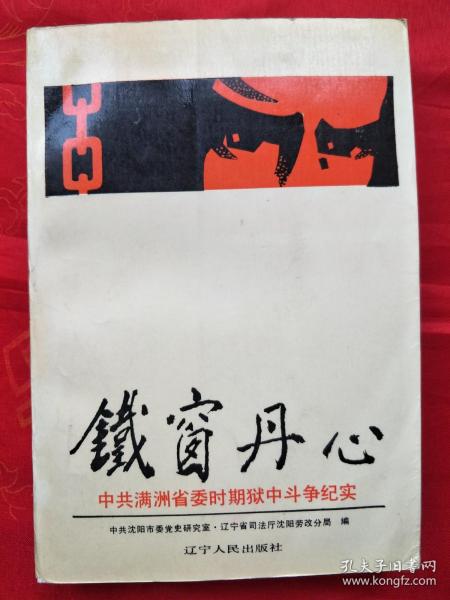 鐵窗丹心
中共满洲省委时期狱中斗争纪实
中共沈阳市委党史研究室·辽宁省司法厅沈阳劳改分局 编
辽宁人民出版社
孔夫子旧书网
www.kongfz.com